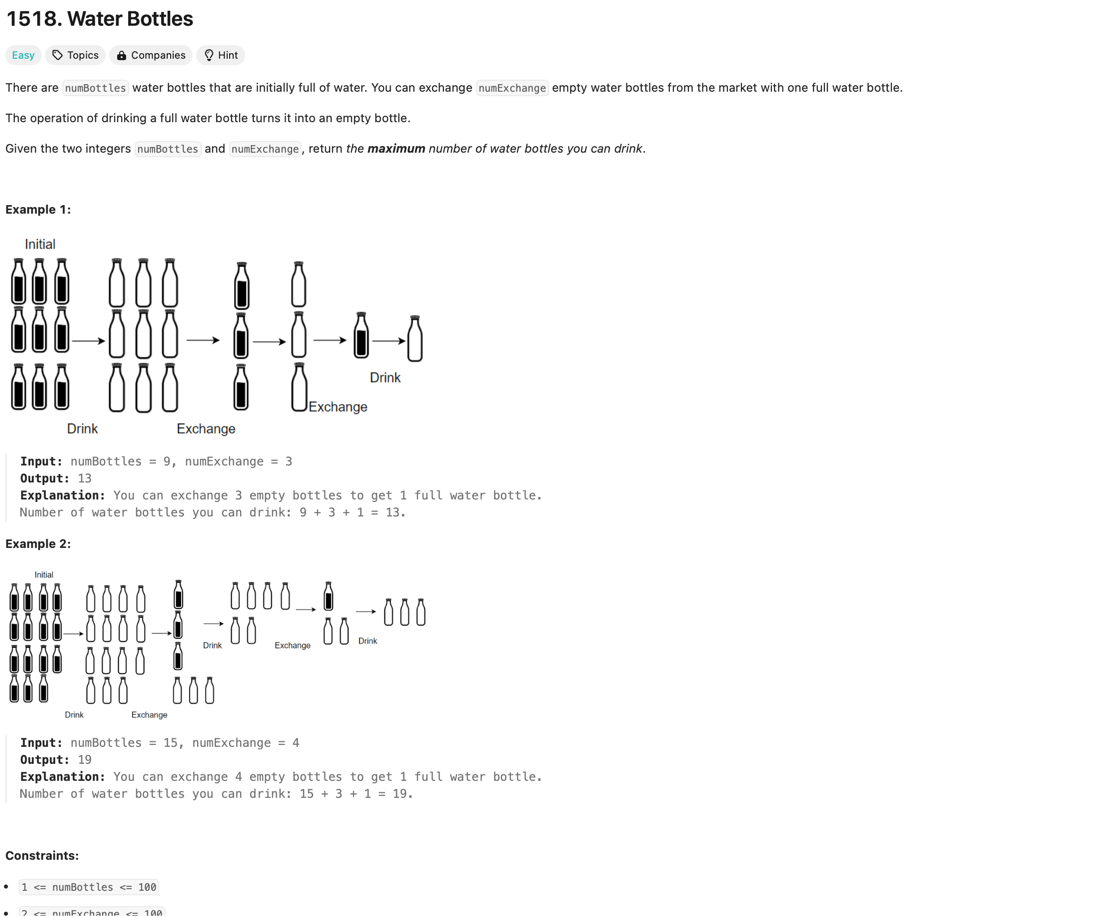 1518. Water Bottles
Easy Topics Companies Hint
There are numBottles water bottles that are initially full of water. You can exchange numExchange empty water bottles from the market with one full water bottle.
The operation of drinking a full water bottle turns it into an empty bottle.
Given the two integers numBottles and numExchange, return the maximum number of water bottles you can drink.
Example 1:
Initial
Drink
Exchange
Drink
Exchange
Input: numBottles = 9, numExchange = 3
Output: 13
Explanation: You can exchange 3 empty bottles to get 1 full water bottle.
Number of water bottles you can drink: 9 + 3 + 1 = 13.
Example 2:
Initial
Drink
Exchange
Drink
Drink
Exchange
Input: numBottles = 15, numExchange = 4
Output: 19
Explanation: You can exchange 4 empty bottles to get 1 full water bottle.
Number of water bottles you can drink: 15 + 3 + 1 = 19.
Constraints:
• 1 <= numBottles <= 100
• 2 <= numExchange <= 100